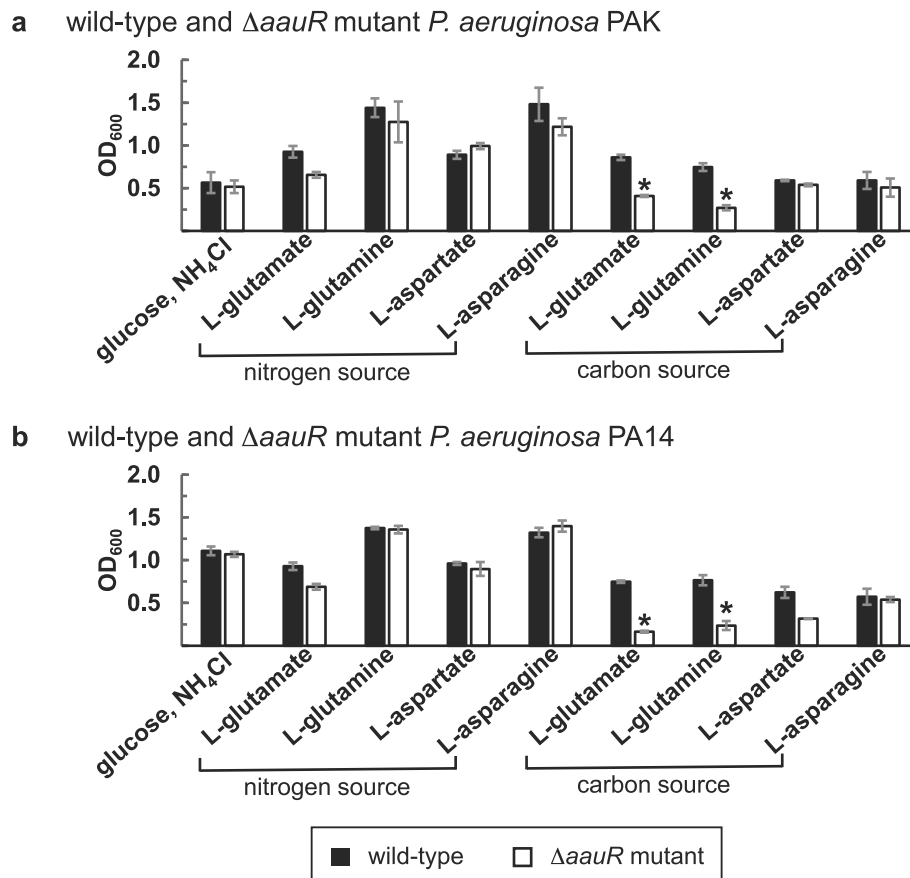 a wild-type and ΔaauR mutant P. aeruginosa PAK
2.0
1.5
1.0
0.5
OD600
glucose, NH4Cl
L-glutamate
L-glutamine
L-aspartate
L-asparagine
L-glutamate
L-glutamine
L-aspartate
L-asparagine
* *
nitrogen source carbon source
b wild-type and ΔaauR mutant P. aeruginosa PA14
2.0
1.5
1.0
0.5
OD600
glucose, NH4Cl
L-glutamate
L-glutamine
L-aspartate
L-asparagine
L-glutamate
L-glutamine
L-aspartate
L-asparagine
* *
nitrogen source carbon source
wild-type ΔaauR mutant